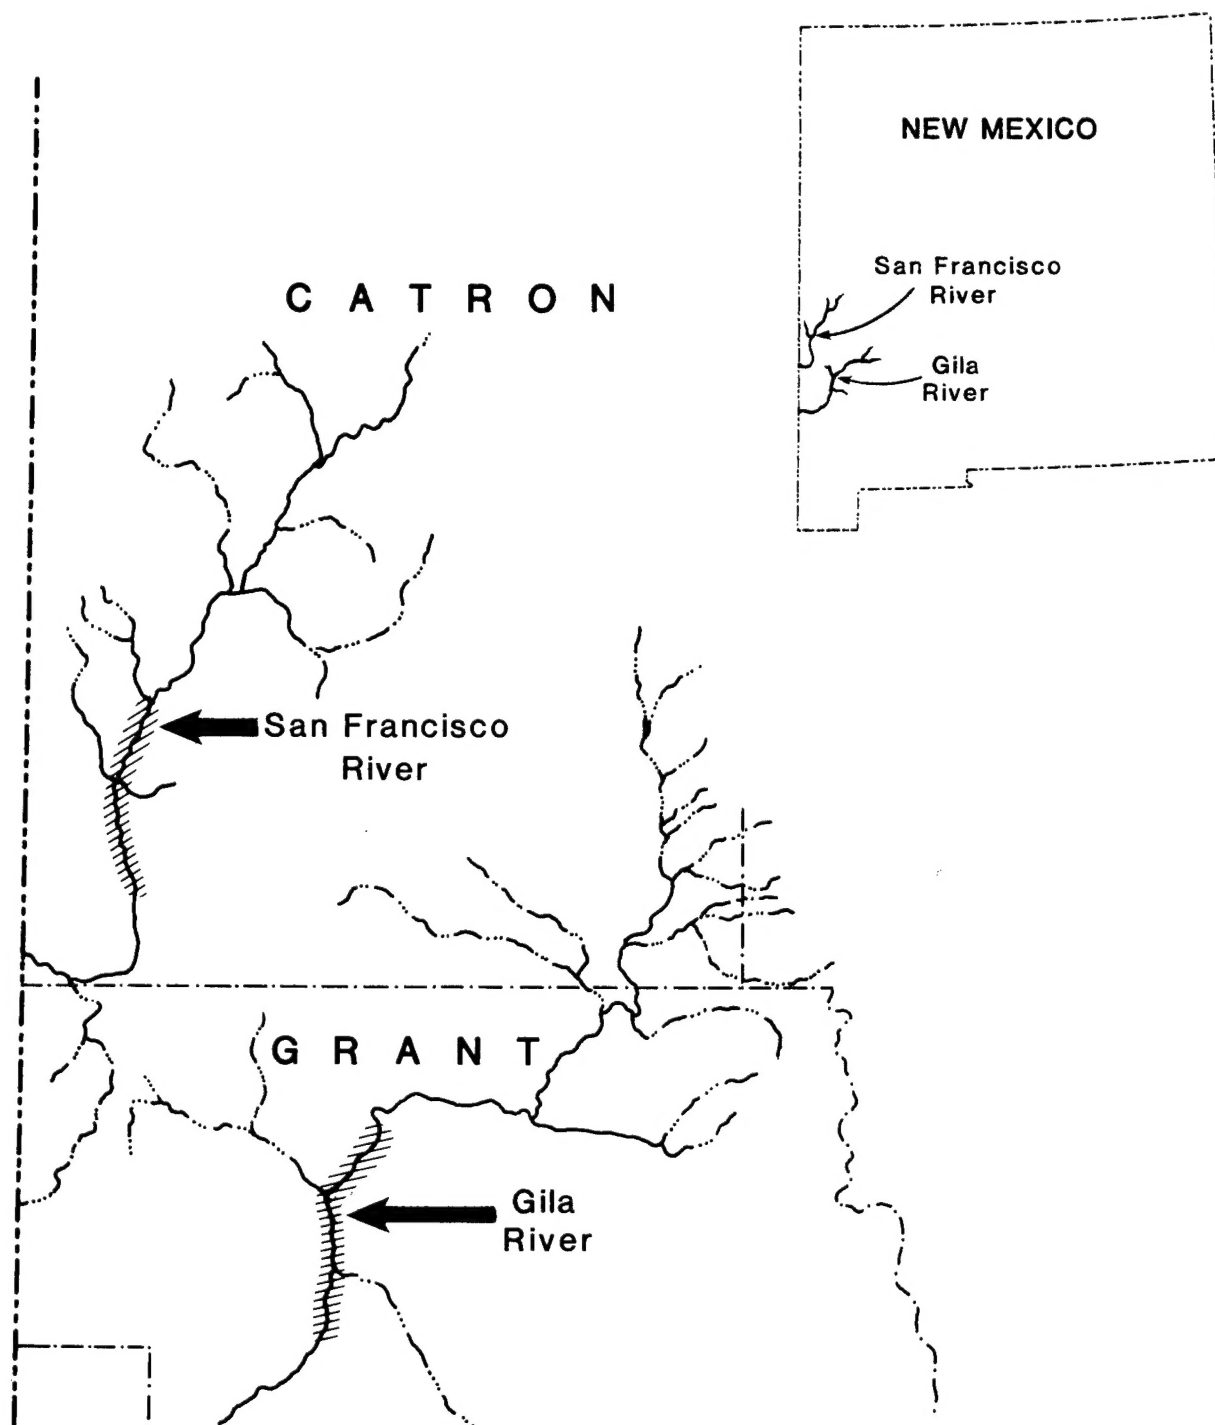 NEW MEXICO
San Francisco
River
Gila
River
C A T R O N
San Francisco
River
G R A N T
Gila
River